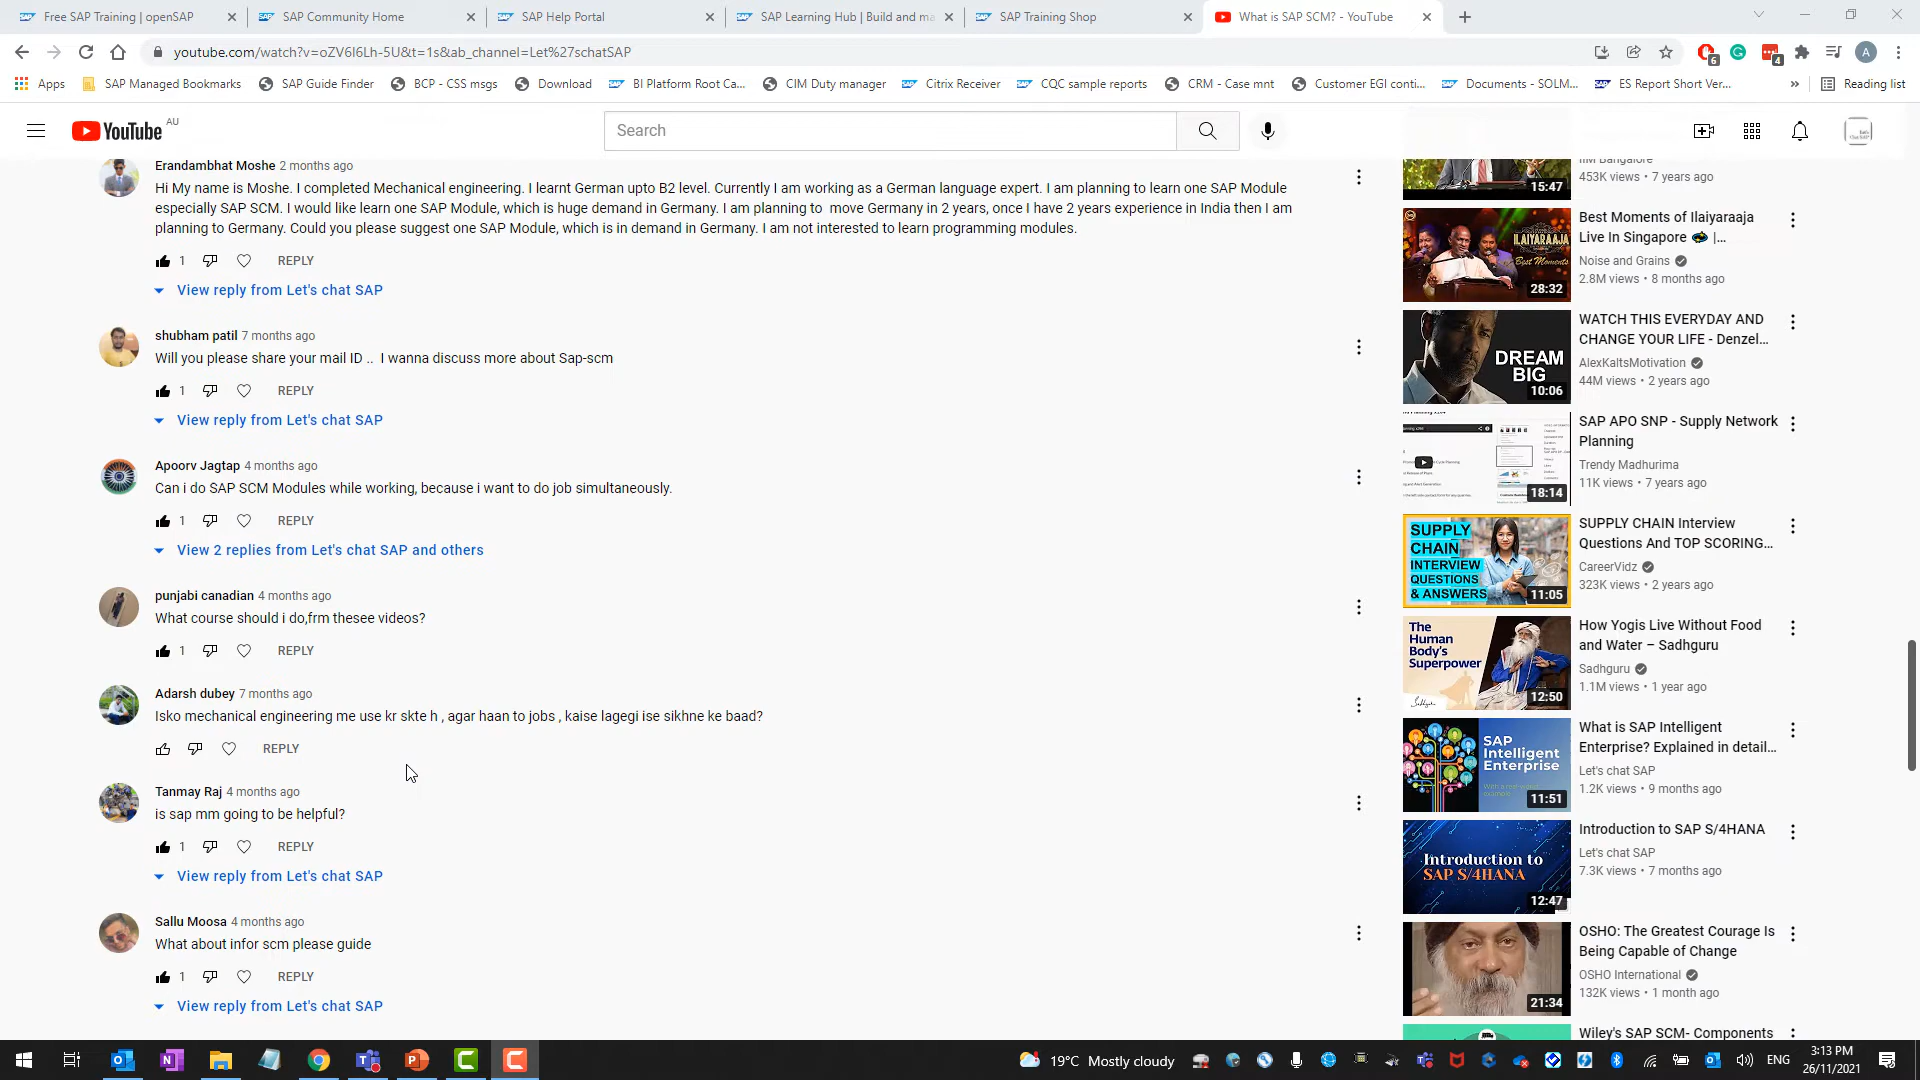 Free SAP Training | openSAP
SAP Community Home
SAP Help Portal
SAP Learning Hub | Build and ma
SAP Training Shop
What is SAP SCM? - YouTube
youtube.com/watch?v=oZV6I6Lh-5U&t=1s&ab_channel=Let%27schatSAP
Apps
SAP Managed Bookmarks
SAP Guide Finder
BCP - CSS msgs
Download
BI Platform Root Ca...
CIM Duty manager
Citrix Receiver
CQC sample reports
CRM - Case mnt
Customer EGI conti...
Documents - SOLM...
ES Report Short Ver...
»
Reading list
YouTube AU
Search
Erandambhat Moshe 2 months ago
Hi My name is Moshe. I completed Mechanical engineering. I learnt German upto B2 level. Currently I am working as a German language expert. I am planning to learn one SAP Module
especially SAP SCM. I would like learn one SAP Module, which is huge demand in Germany. I am planning to move Germany in 2 years, once I have 2 years experience in India then I am
planning to Germany. Could you please suggest one SAP Module, which is in demand in Germany. I am not interested to learn programming modules.
1 REPLY
View reply from Let's chat SAP
shubham patil 7 months ago
Will you please share your mail ID .. I wanna discuss more about Sap-scm
1 REPLY
View reply from Let's chat SAP
Apoorv Jagtap 4 months ago
Can i do SAP SCM Modules while working, because i want to do job simultaneously.
1 REPLY
View 2 replies from Let's chat SAP and others
punjabi canadian 4 months ago
What course should i do,frm thesee videos?
1 REPLY
Adarsh dubey 7 months ago
Isko mechanical engineering me use kr skte h , agar haan to jobs , kaise lagegi ise sikhne ke baad?
REPLY
Tanmay Raj 4 months ago
is sap mm going to be helpful?
1 REPLY
View reply from Let's chat SAP
Sallu Moosa 4 months ago
What about infor scm please guide
1 REPLY
View reply from Let's chat SAP
15:47
IIM Bangalore
453K views • 7 years ago
ILAIYARAAJA
Best Moments
28:32
Best Moments of Ilaiyaraaja
Live In Singapore |...
Noise and Grains
2.8M views • 8 months ago
DREAM
BIG
10:06
WATCH THIS EVERYDAY AND
CHANGE YOUR LIFE - Denzel...
AlexKaltsMotivation
44M views • 2 years ago
18:14
SAP APO SNP - Supply Network
Planning
Trendy Madhurima
11K views • 7 years ago
SUPPLY
CHAIN
INTERVIEW
QUESTIONS
& ANSWERS
11:05
SUPPLY CHAIN Interview
Questions And TOP SCORING...
CareerVidz
323K views • 2 years ago
The
Human
Body's
Superpower
12:50
How Yogis Live Without Food
and Water – Sadhguru
Sadhguru
1.1M views • 1 year ago
SAP
Intelligent
Enterprise
11:51
What is SAP Intelligent
Enterprise? Explained in detail...
Let's chat SAP
1.2K views • 9 months ago
Introduction to
SAP S/4HANA
12:47
Introduction to SAP S/4HANA
Let's chat SAP
7.3K views • 7 months ago
21:34
OSHO: The Greatest Courage Is
Being Capable of Change
OSHO International
132K views • 1 month ago
Wiley's SAP SCM- Components
19°C Mostly cloudy
ENG
3:13 PM
26/11/2021